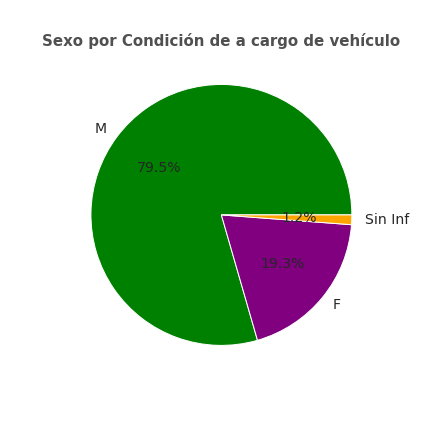 Sexo por Condición de a cargo de vehículo
M
79.5%
1.2%
Sin Inf
19.3%
F